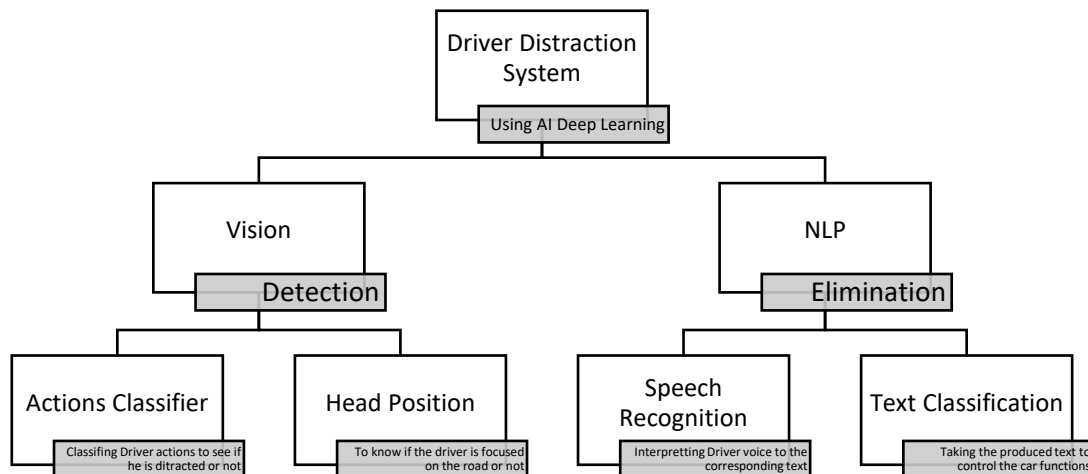 Driver Distraction
System
Using AI Deep Learning
Vision
Detection
NLP
Elimination
Actions Classifier
Classifing Driver actions to see if
he is ditracted or not
Head Position
To know if the driver is focused
on the road or not
Speech
Recognition
Interpretting Driver voice to the
corresponding text
Text Classification
Taking the produced text to
control the car functions